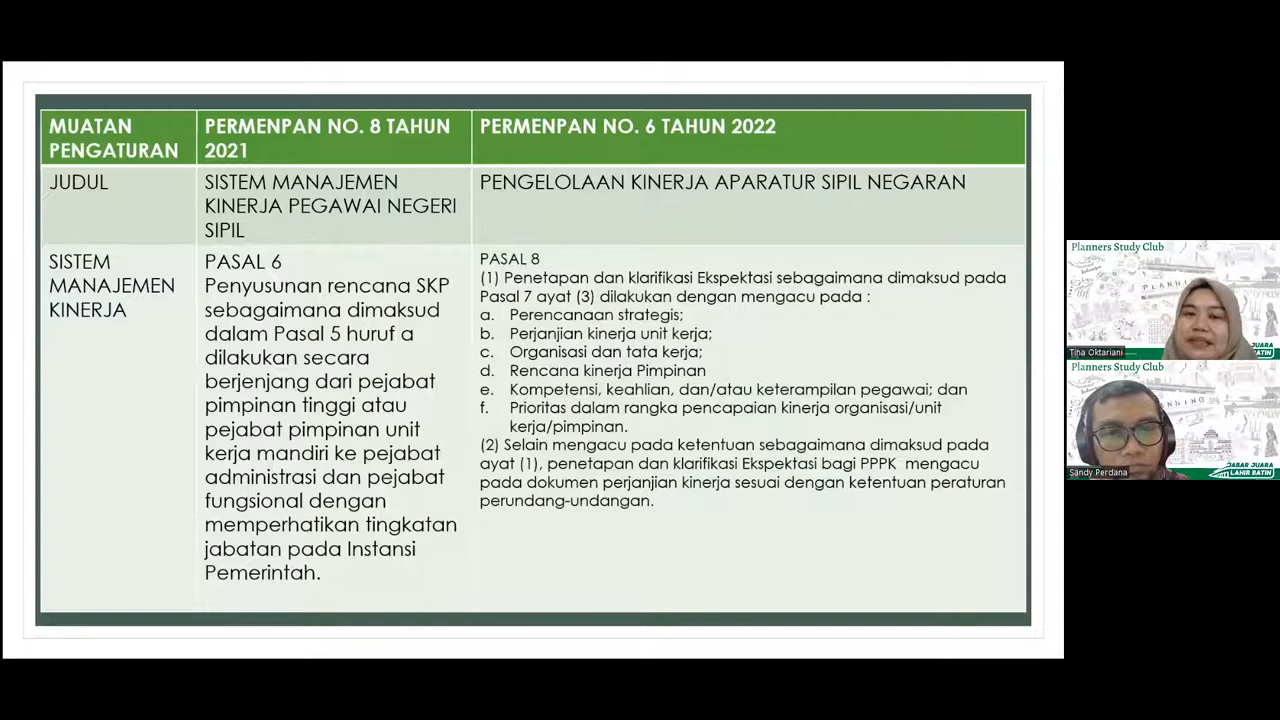 MUATAN
PENGATURAN
PERMENPAN NO. 8 TAHUN
2021
PERMENPAN NO. 6 TAHUN 2022
JUDUL
SISTEM MANAJEMEN
KINERJA PEGAWAI NEGERI
SIPIL
PENGELOLAAN KINERJA APARATUR SIPIL NEGARAN
SISTEM
MANAJEMEN
KINERJA
PASAL 6
Penyusunan rencana SKP
sebagaimana dimaksud
dalam Pasal 5 huruf a
dilakukan secara
berjenjang dari pejabat
pimpinan tinggi atau
pejabat pimpinan unit
kerja mandiri ke pejabat
administrasi dan pejabat
fungsional dengan
memperhatikan tingkatan
jabatan pada Instansi
Pemerintah.
PASAL 8
(1) Penetapan dan klarifikasi Ekspektasi sebagaimana dimaksud pada
Pasal 7 ayat (3) dilakukan dengan mengacu pada :
a. Perencanaan strategis;
b. Perjanjian kinerja unit kerja;
c. Organisasi dan tata kerja;
d. Rencana kinerja Pimpinan
e. Kompetensi, keahlian, dan/atau keterampilan pegawai; dan
f. Prioritas dalam rangka pencapaian kinerja organisasi/unit
kerja/pimpinan.
(2) Selain mengacu pada ketentuan sebagaimana dimaksud pada
ayat (1), penetapan dan klarifikasi Ekspektasi bagi PPPK mengacu
pada dokumen perjanjian kinerja sesuai dengan ketentuan peraturan
perundang-undangan.
Planners Study Club
Tina Oktariani
JUARA
BATIN
Planners Study Club
Sandy Perdana
JABAR JUARA
LAHIR BATIN